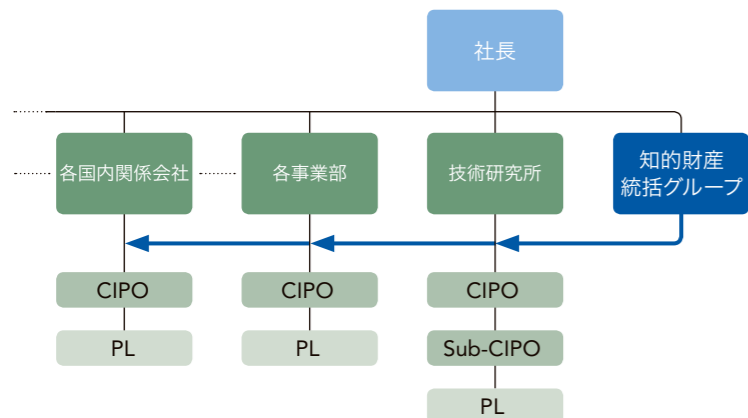 社長
各国内関係会社
各事業部
技術研究所
知的財産
統括グループ
CIPO
CIPO
CIPO
PL
PL
Sub-CIPO
PL